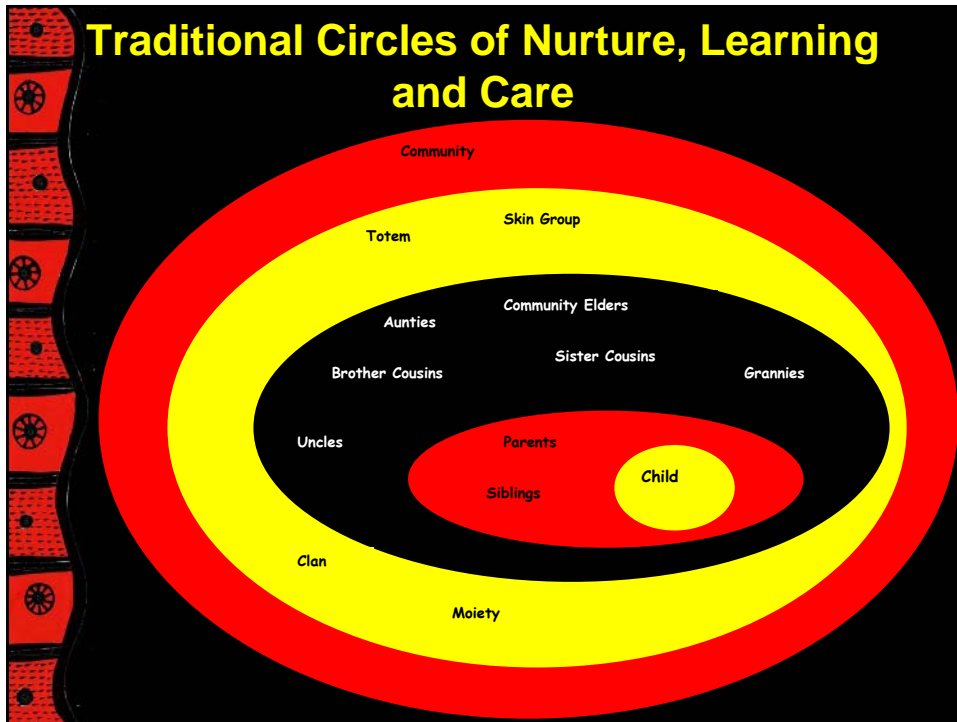 Traditional Circles of Nurture, Learning
and Care
Community
Skin Group
Totem
Community Elders
Aunties
Sister Cousins
Brother Cousins
Grannies
Uncles
Parents
Child
Siblings
Clan
Moiety